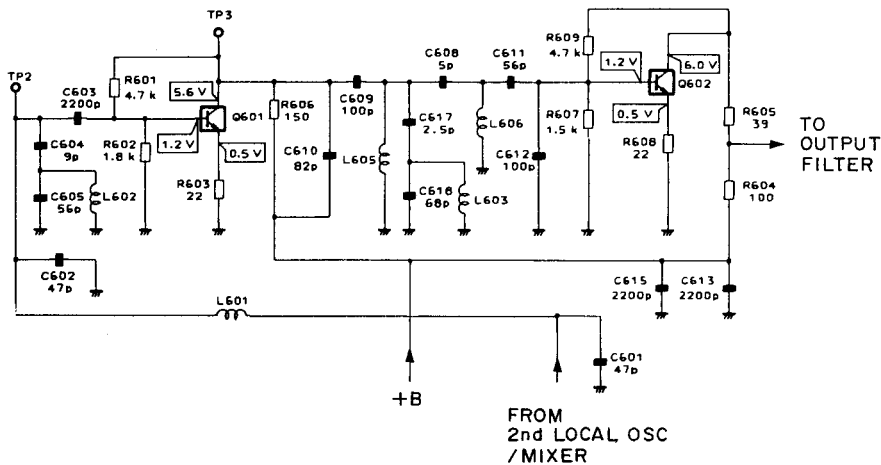 TP3
TP2
C603
2200p
R601
4.7 k
5.6 V
Q601
C604
9p
R602
1.8 k
1.2 V
0.5 V
C605
56p
L602
R603
22
C602
47p
L601
R606
150
C609
100p
C610
82p
L605
C608
5p
C611
56p
C617
2.5p
L606
C618
68p
L603
C612
100p
R609
4.7 k
1.2 V
6.0 V
Q602
R607
1.5 k
0.5 V
R608
22
R605
39
TO
OUTPUT
FILTER
R604
100
C615
2200p
C613
2200p
C601
47p
+B
FROM
2nd LOCAL OSC
/MIXER